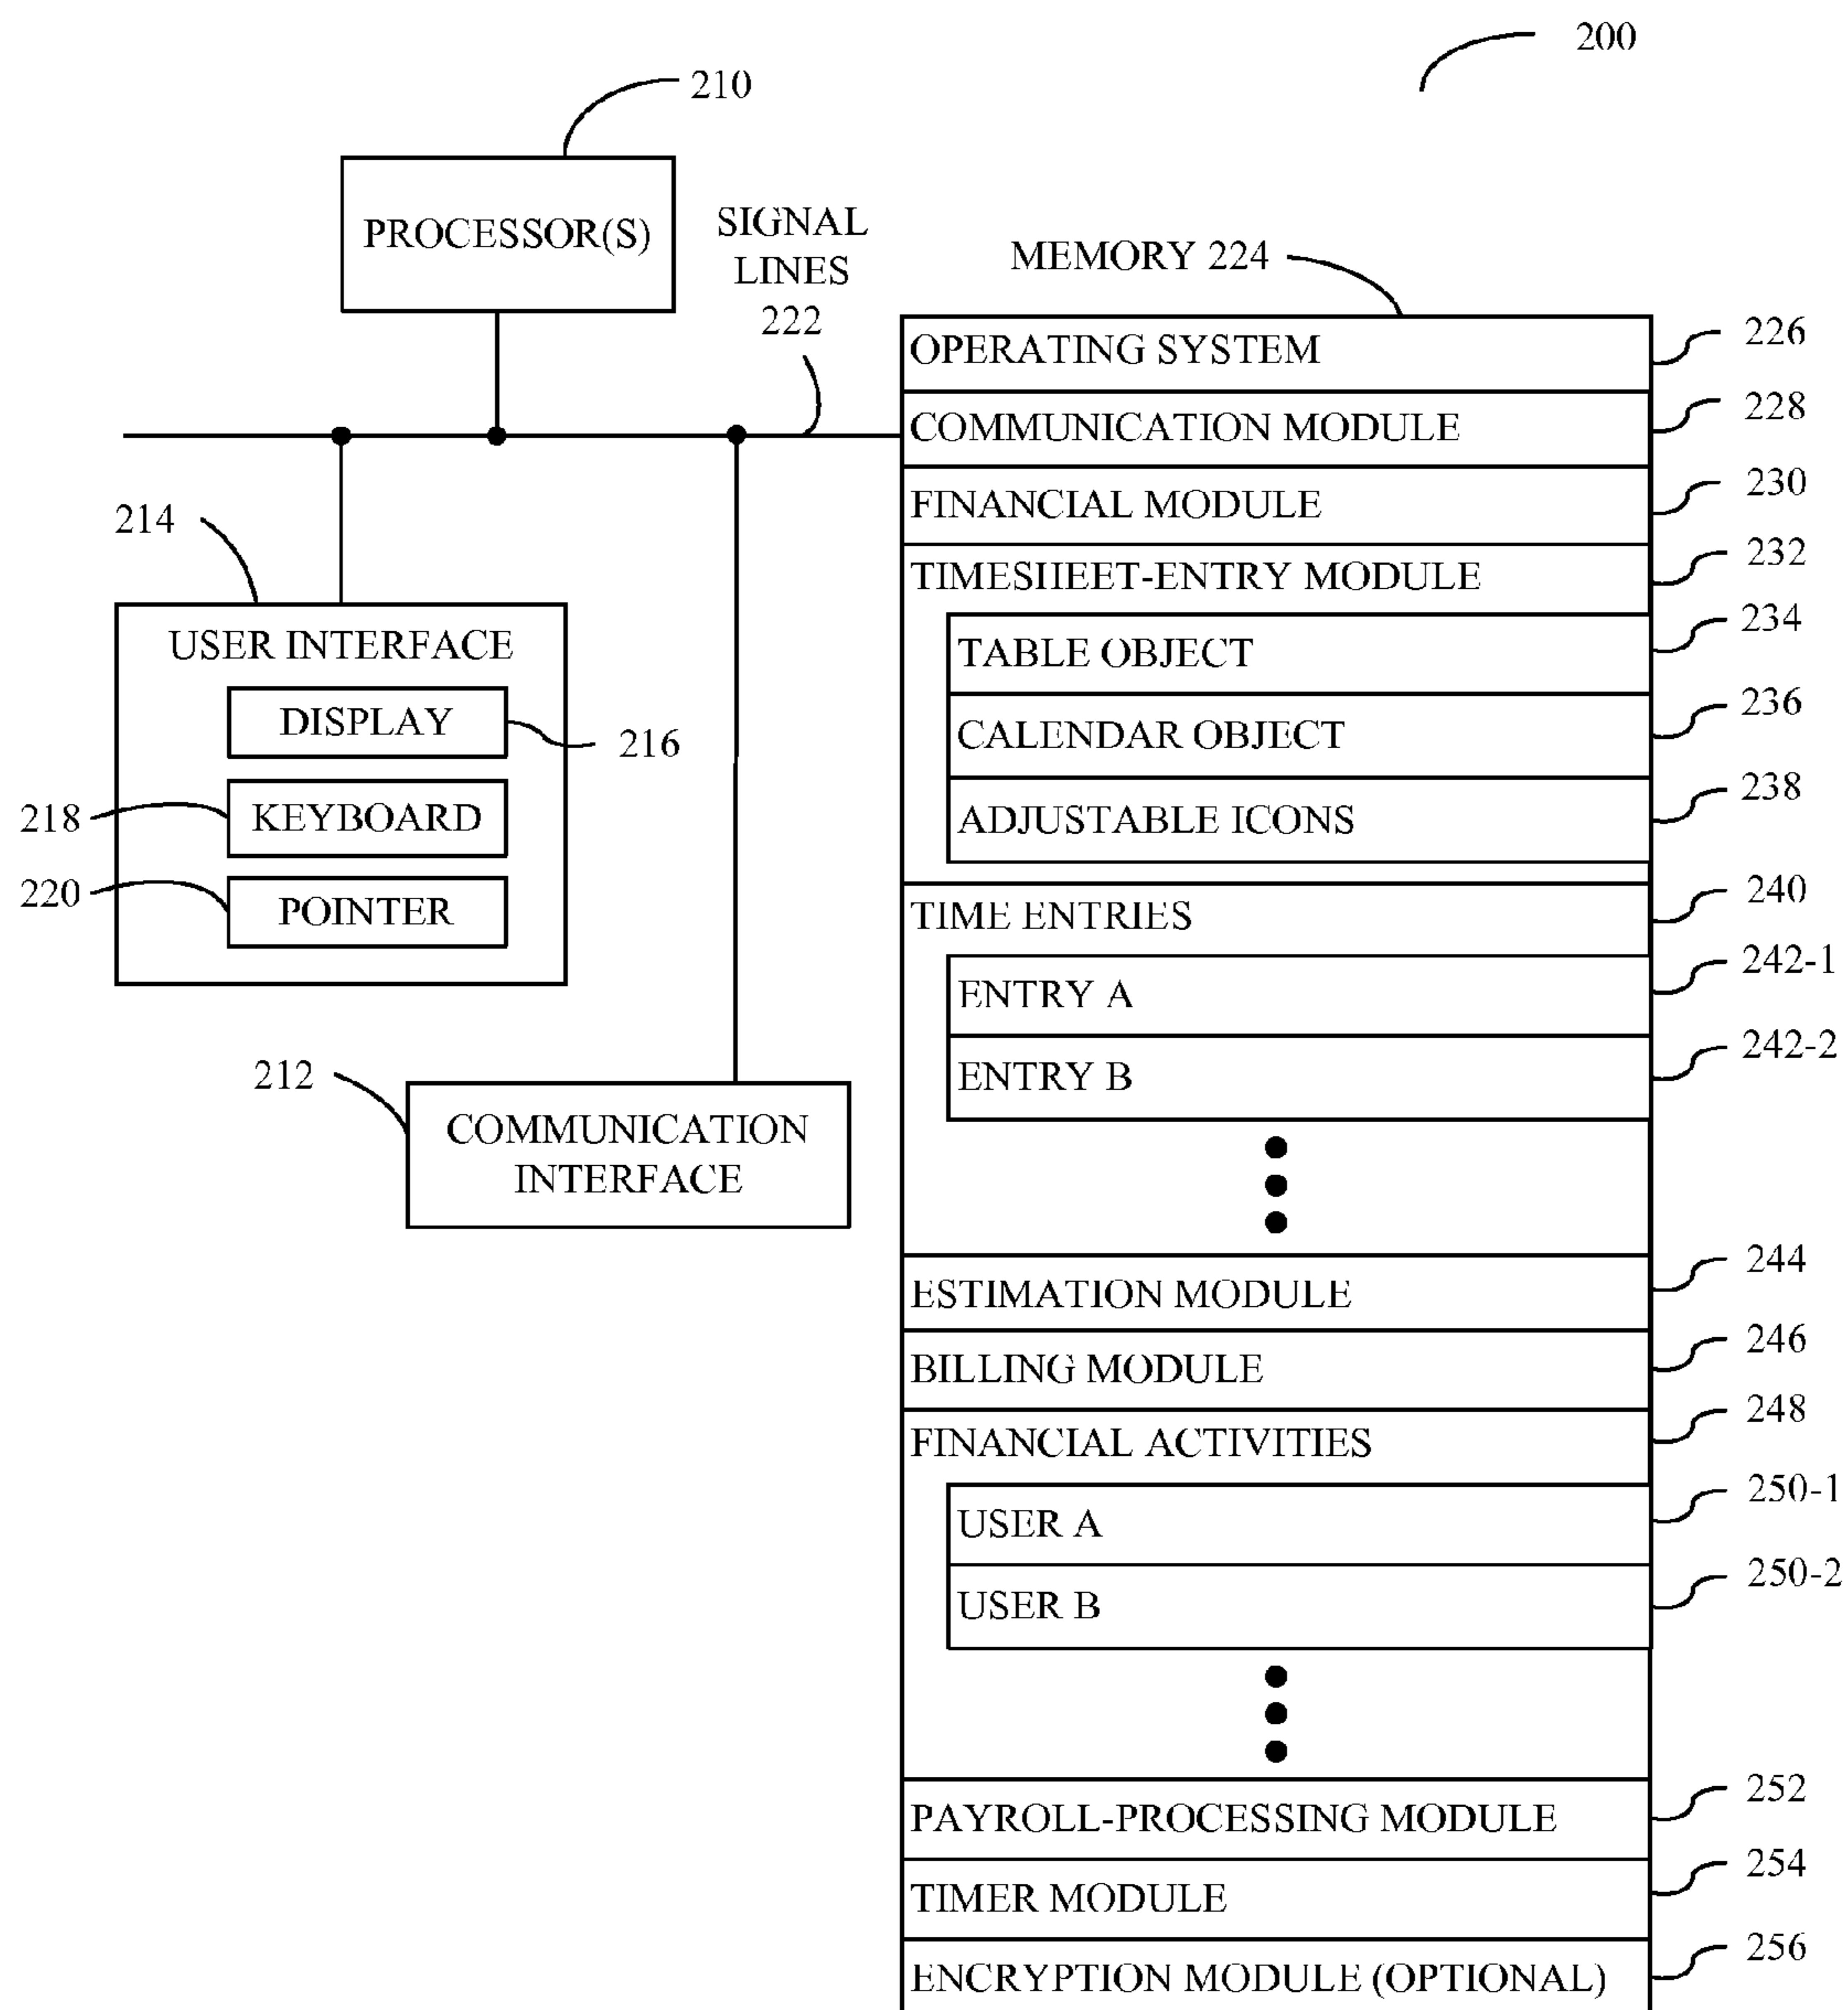 200
210
PROCESSOR(S)
SIGNAL
LINES
222
MEMORY 224
OPERATING SYSTEM
226
COMMUNICATION MODULE
228
FINANCIAL MODULE
230
TIMESHEET-ENTRY MODULE
232
TABLE OBJECT
234
CALENDAR OBJECT
236
ADJUSTABLE ICONS
238
TIME ENTRIES
240
ENTRY A
242-1
ENTRY B
242-2
ESTIMATION MODULE
244
BILLING MODULE
246
FINANCIAL ACTIVITIES
248
USER A
250-1
USER B
250-2
PAYROLL-PROCESSING MODULE
252
TIMER MODULE
254
ENCRYPTION MODULE (OPTIONAL)
256
214
USER INTERFACE
DISPLAY
216
218
KEYBOARD
220
POINTER
212
COMMUNICATION
INTERFACE